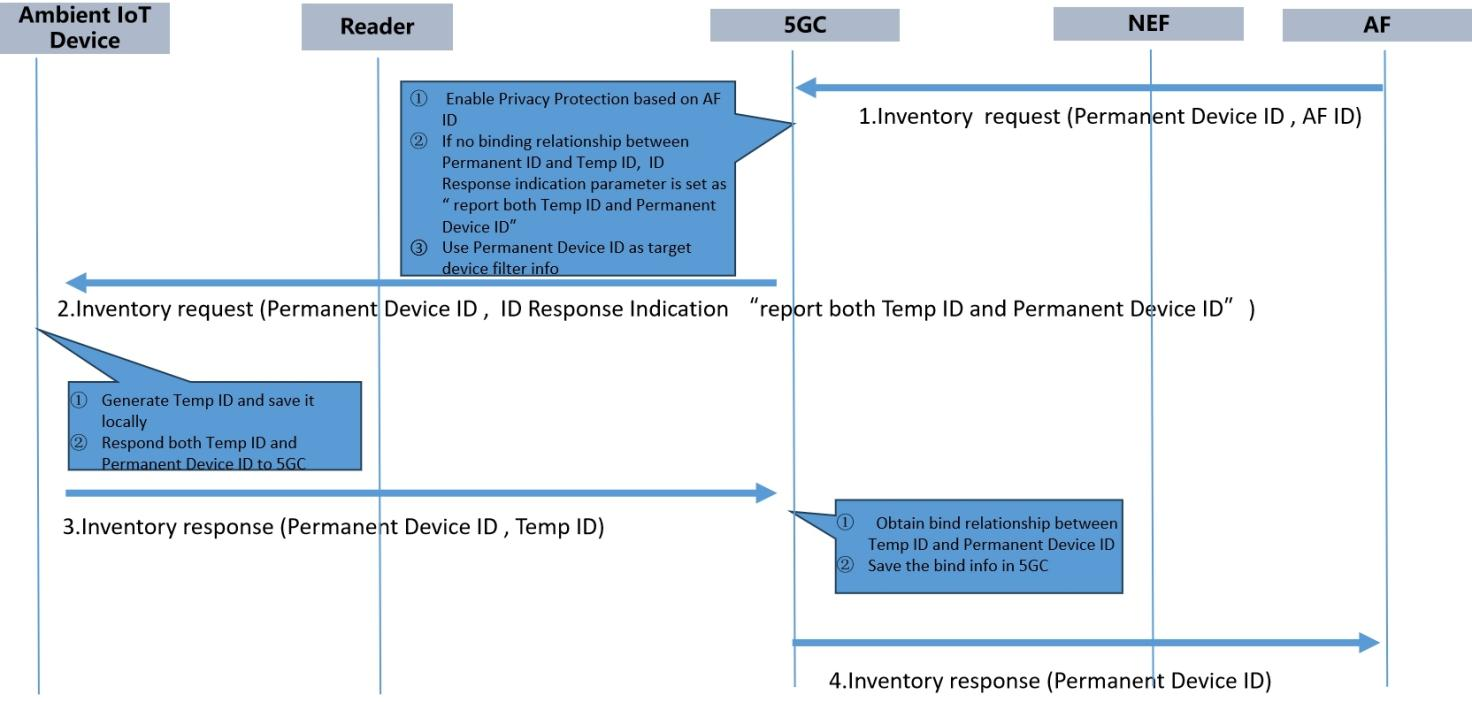 Ambient IoT
Device
Reader
5GC
NEF
AF
1.Inventory request (Permanent Device ID , AF ID)
① Enable Privacy Protection based on AF
ID
② If no binding relationship between
Permanent ID and Temp ID, ID
Response indication parameter is set as
“ report both Temp ID and Permanent
Device ID”
③ Use Permanent Device ID as target
device filter info
2.Inventory request (Permanent Device ID , ID Response Indication “report both Temp ID and Permanent Device ID” )
① Generate Temp ID and save it
locally
② Respond both Temp ID and
Permanent Device ID to 5GC
3.Inventory response (Permanent Device ID , Temp ID)
① Obtain bind relationship between
Temp ID and Permanent Device ID
② Save the bind info in 5GC
4.Inventory response (Permanent Device ID)